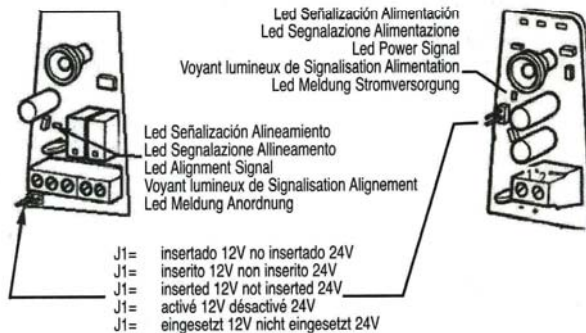 Led Señalización Alimentación
Led Segnalazione Alimentazione
Led Power Signal
Voyant lumineux de Signalisation Alimentation
Led Meldung Stromversorgung
Led Señalización Alineamiento
Led Segnalazione Allineamento
Led Alignment Signal
Voyant lumineux de Signalisation Alignement
Led Meldung Anordnung
1 2
J1= insertado 12V no insertado 24V
J1= inserito 12V non inserito 24V
J1= inserted 12V not inserted 24V
J1= activé 12V désactivé 24V
J1= eingesetzt 12V nicht eingesetzt 24V